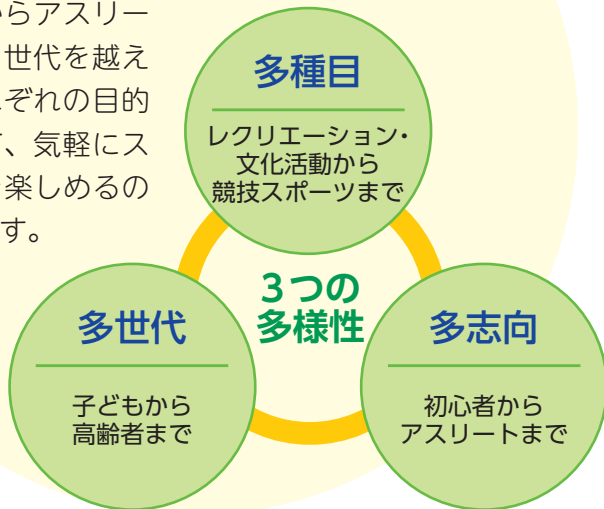 らアスリー
世代を越え
ぞれの目的
、気軽にス
楽しめるの
す。
多種目
レクリエーション・
文化活動から
競技スポーツまで
3つの
多様性
多世代
子どもから
高齢者まで
多志向
初心者から
アスリートまで